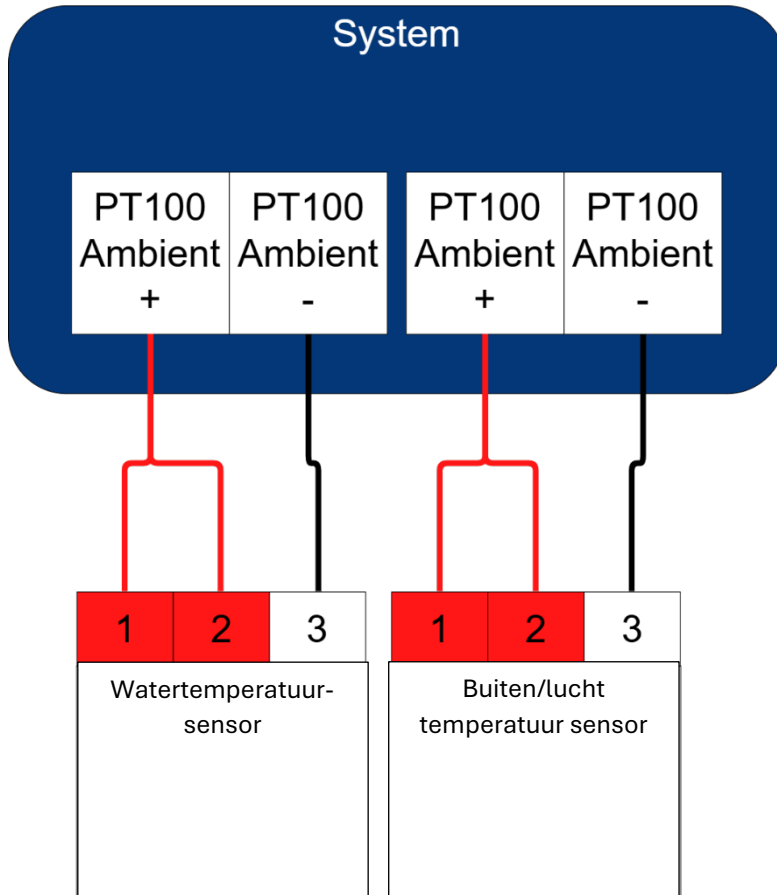 System
PT100
Ambient
+
PT100
Ambient
-
PT100
Ambient
+
PT100
Ambient
-
1
2
3
1
2
3
Watertemperatuur-
sensor
Buiten/lucht
temperatuur sensor